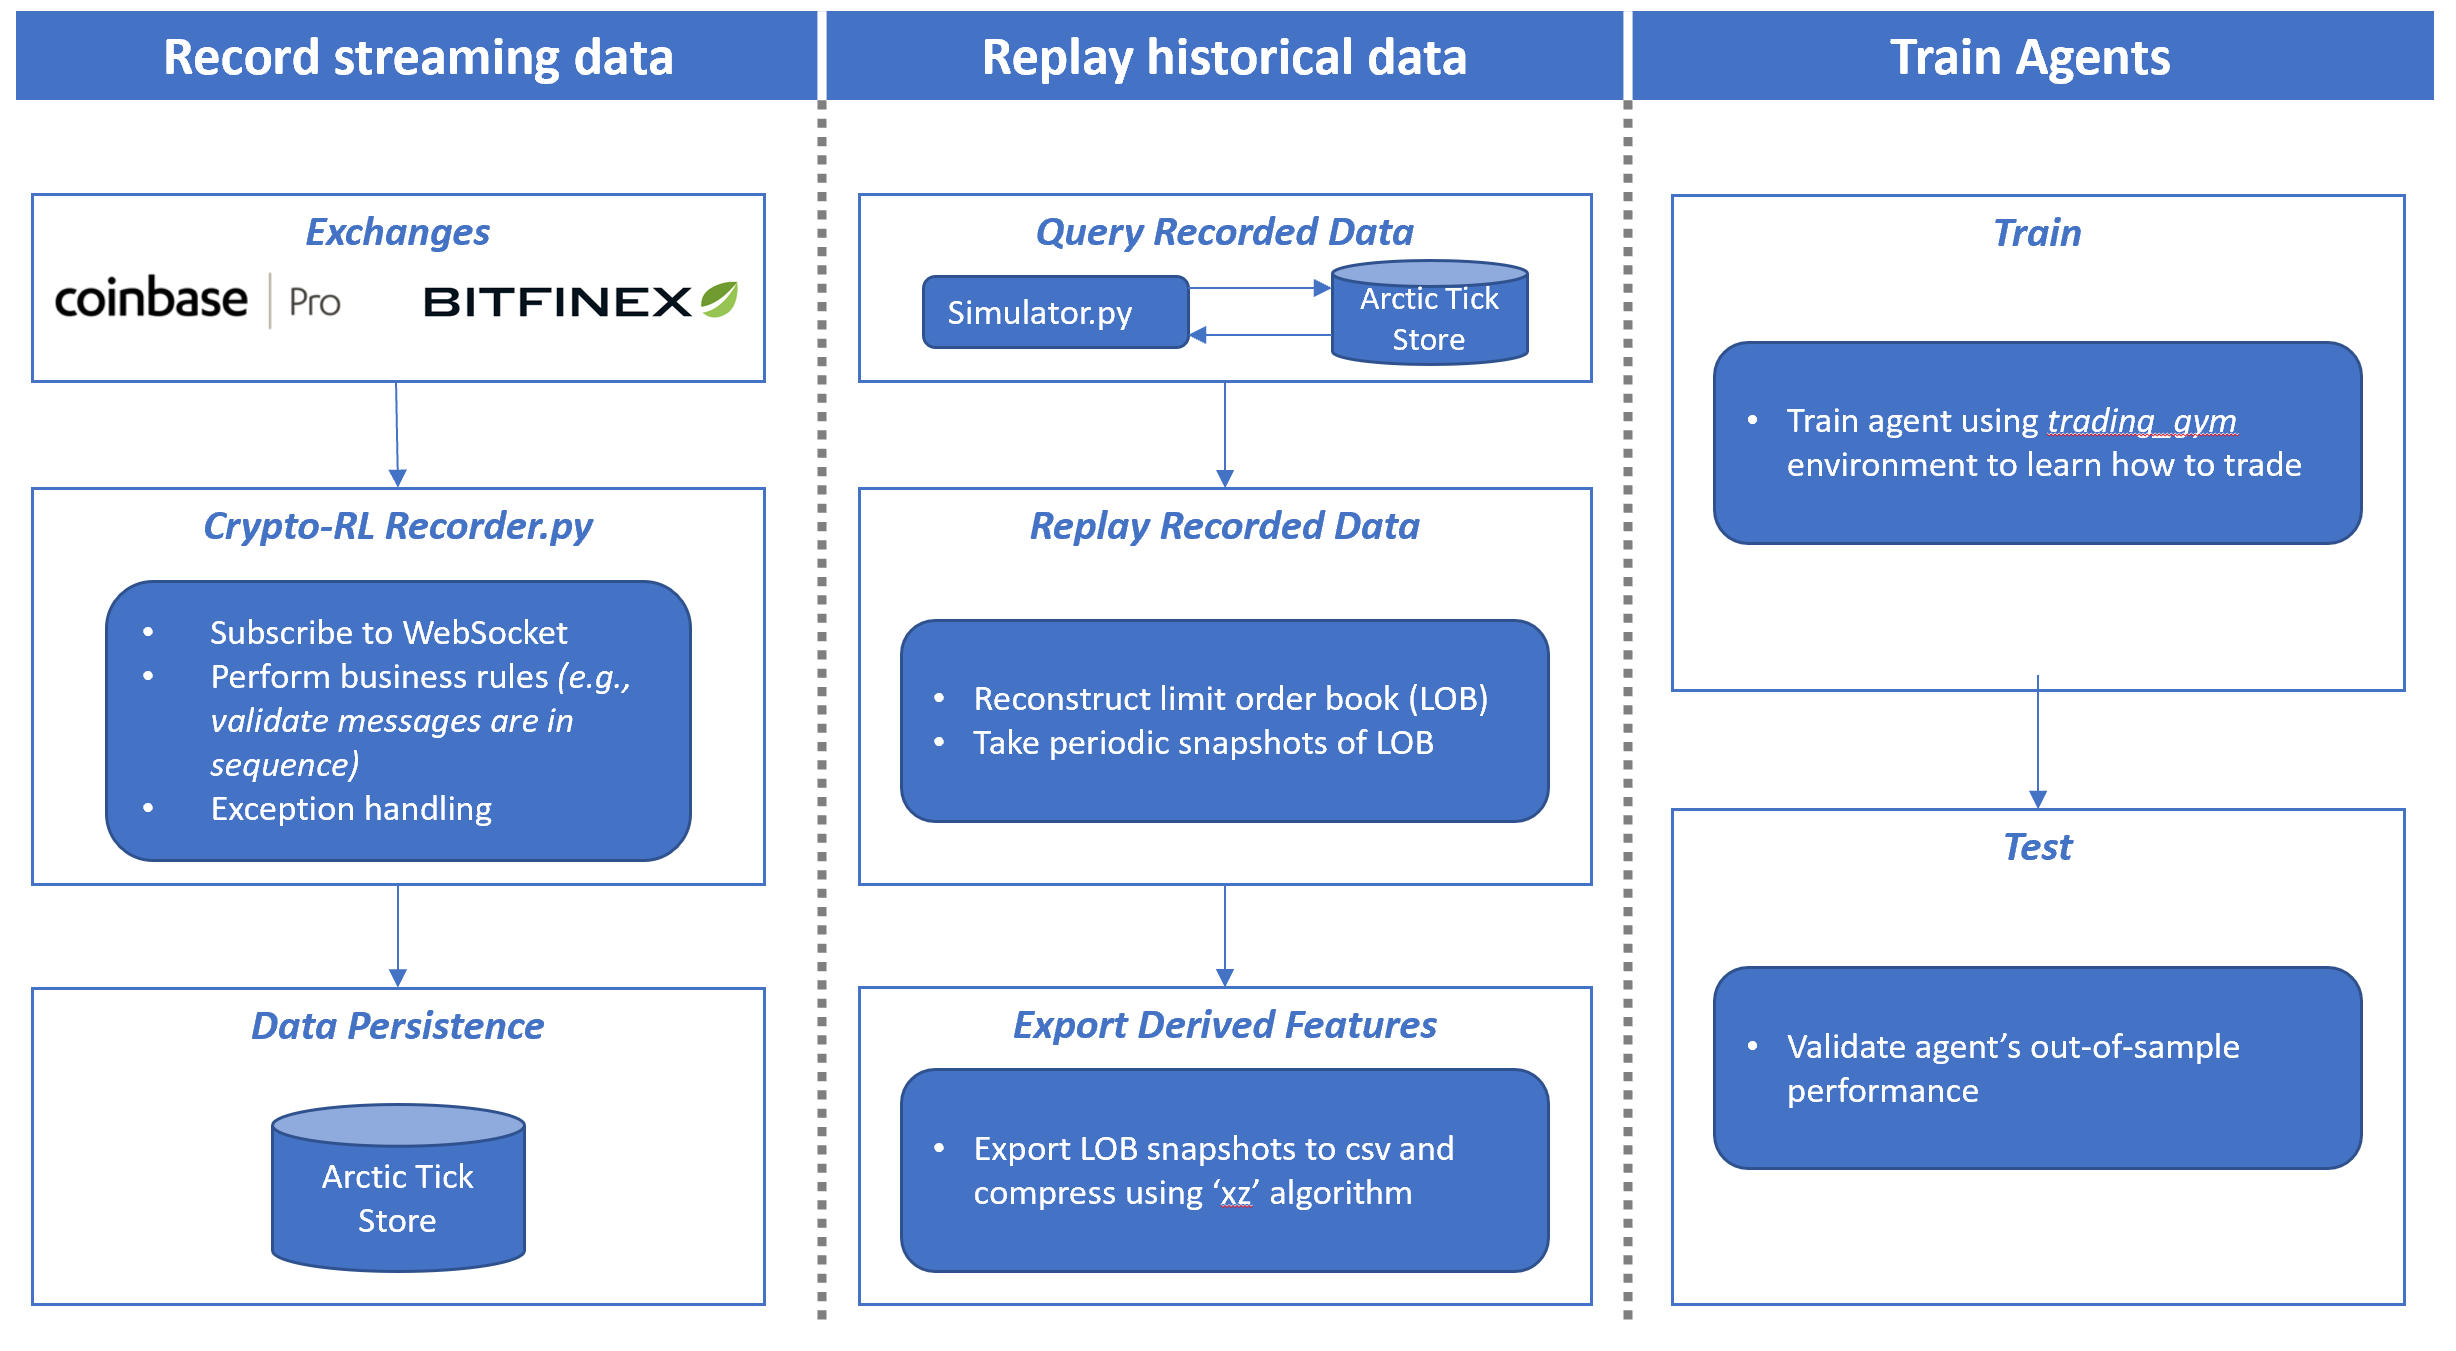 Record streaming data
Exchanges
coinbase Pro
BITFINEX
Crypto-RL Recorder.py
• Subscribe to WebSocket
• Perform business rules (e.g.,
validate messages are in
sequence)
• Exception handling
Data Persistence
Arctic Tick
Store
Replay historical data
Query Recorded Data
Simulator.py
Arctic Tick
Store
Replay Recorded Data
• Reconstruct limit order book (LOB)
• Take periodic snapshots of LOB
Export Derived Features
• Export LOB snapshots to csv and
compress using ‘xz’ algorithm
Train Agents
Train
• Train agent using trading_gym
environment to learn how to trade
Test
• Validate agent’s out-of-sample
performance